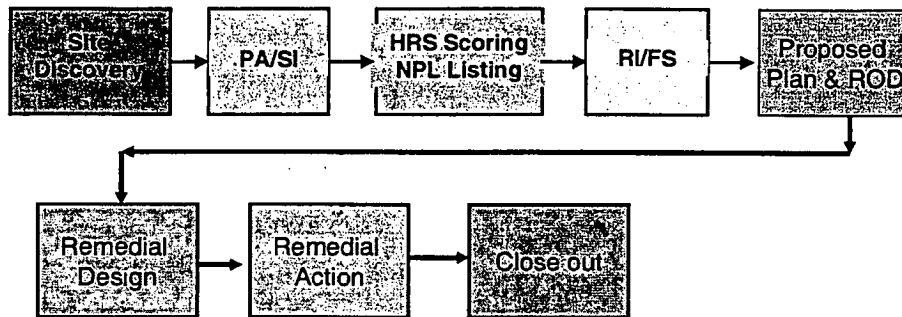 Site
Discovery
PA/SI
HRS Scoring
NPL Listing
RI/FS
Proposed
Plan & ROD
Remedial
Design
Remedial
Action
Close out